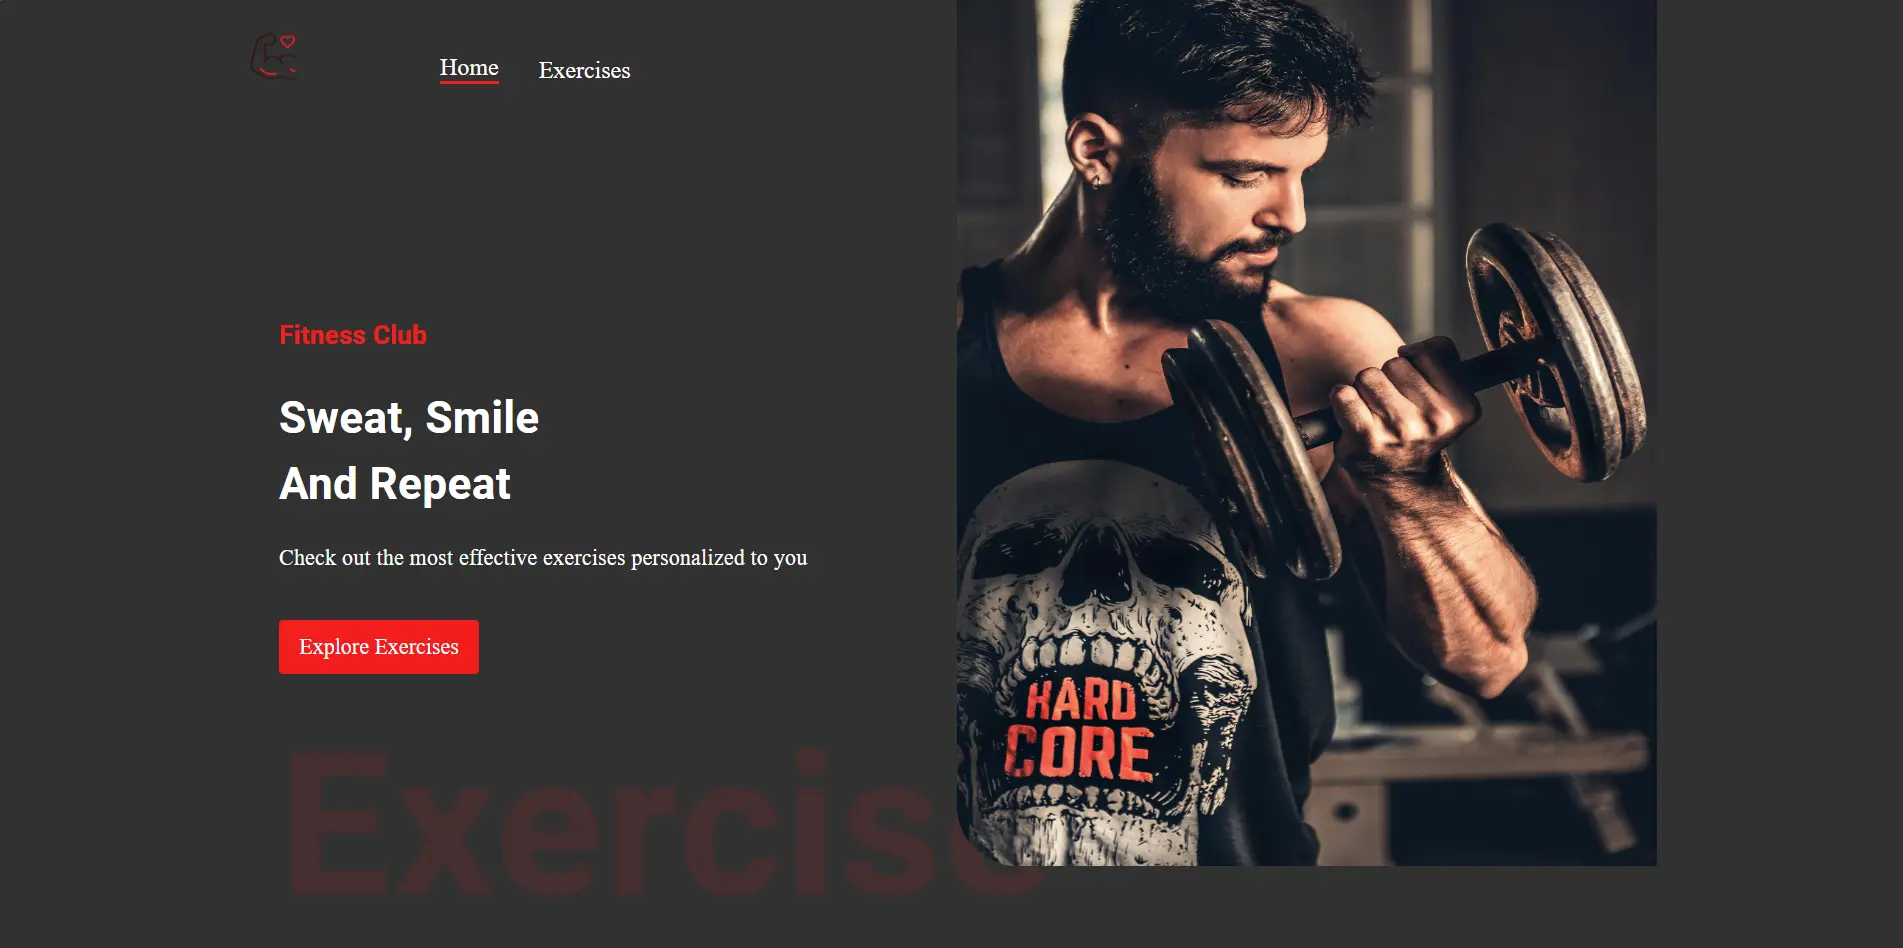 Home
Exercises
Fitness Club
Sweat, Smile
And Repeat
Check out the most effective exercises personalized to you
Explore Exercises
Exercise
HARD
CORE